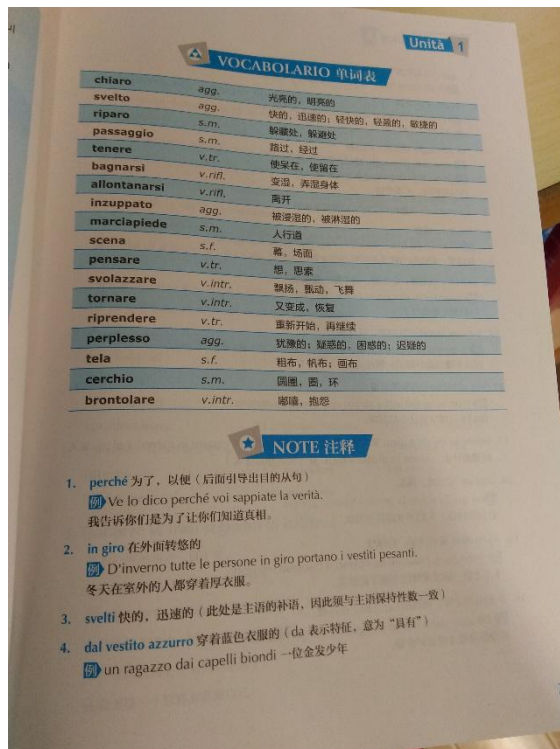 Unità 1
VOCABOLARIO 单词表
chiaro agg. 光亮的，明亮的
svelto agg. 快的，迅速的；轻快的，轻盈的，敏捷的
riparo s.m. 躲藏处，躲避处
passaggio s.m. 路过，经过
tenere v.tr. 使呆在，使留在
bagnarsi v.rifl. 变湿，弄湿身体
allontanarsi v.rifl. 离开
inzuppato agg. 被浸湿的，被淋湿的
marciapiede s.m. 人行道
scena s.f. 幕，场面
pensare v.tr. 想，思索
svolazzare v.intr. 飘扬，飘动，飞舞
tornare v.intr. 又变成，恢复
riprendere v.tr. 重新开始，再继续
perplesso agg. 犹豫的；疑惑的，困惑的；迟疑的
tela s.f. 粗布，帆布；画布
cerchio s.m. 圆圈，圈，环
brontolare v.intr. 嘟嘻，抱怨
NOTE 注释
1. perché 为了，以便（后面引导出目的从句）
例 Ve lo dico perché voi sappiate la verità.
我告诉你们是为了让你们知道真相。
2. in giro 在外面转悠的
例 D'inverno tutte le persone in giro portano i vestiti pesanti.
冬天在室外的人都穿着厚衣服。
3. svelti 快的，迅速的（此处是主语的补语，因此须与主语保持性数一致）
4. dal vestito azzurro 穿着蓝色衣服的（da 表示特征，意为“具有”）
例 un ragazzo dai capelli biondi 一位金发少年